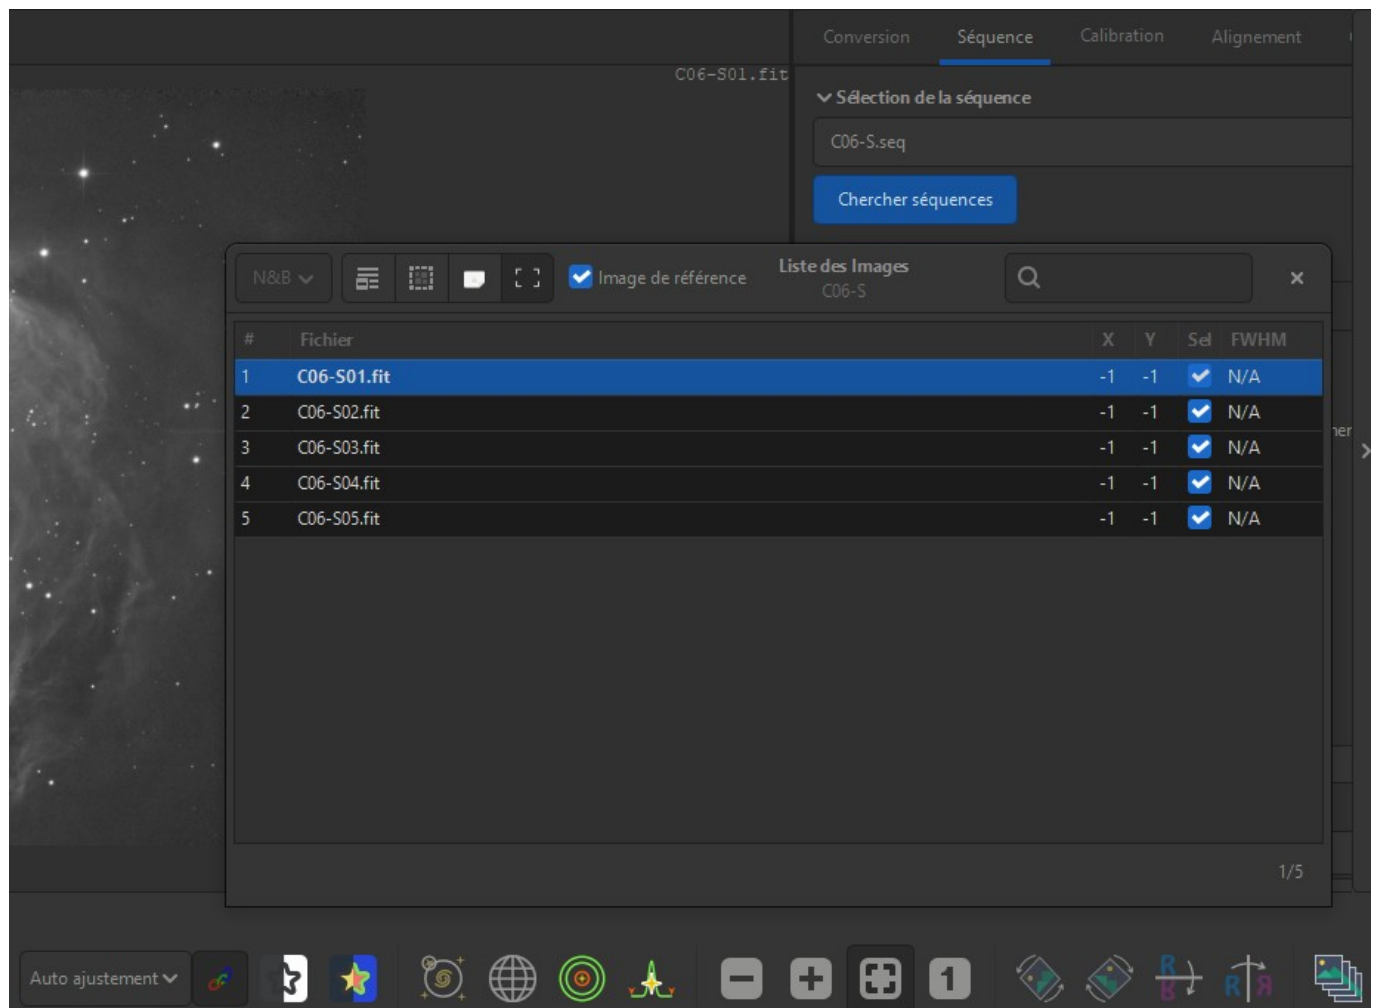 Conversion Séquence Calibration Alignement
C06-S01.fit
Sélection de la séquence
C06-S.seq
Chercher séquences
N&B Image de référence Liste des Images
C06-S
# Fichier X Y Sel FWHM
1 C06-S01.fit -1 -1 N/A
2 C06-S02.fit -1 -1 N/A
3 C06-S03.fit -1 -1 N/A
4 C06-S04.fit -1 -1 N/A
5 C06-S05.fit -1 -1 N/A
1/5
Auto ajustement 1 R R R R